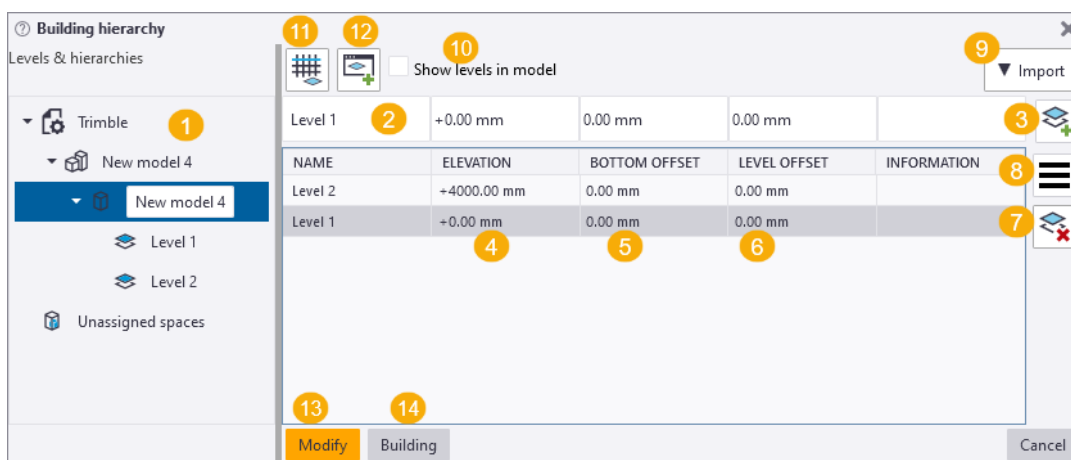 Building hierarchy
Levels & hierarchies
11 12 10 9
Show levels in model
Import
Trimble 1
New model 4
New model 4
Level 1
Level 2
Unassigned spaces
Level 1 2 +0.00 mm 0.00 mm 0.00 mm 3
NAME ELEVATION BOTTOM OFFSET LEVEL OFFSET INFORMATION
Level 2 +4000.00 mm 0.00 mm 0.00 mm 8
Level 1 +0.00 mm 0.00 mm 0.00 mm 7
4 5 6
13 14
Modify Building Cancel